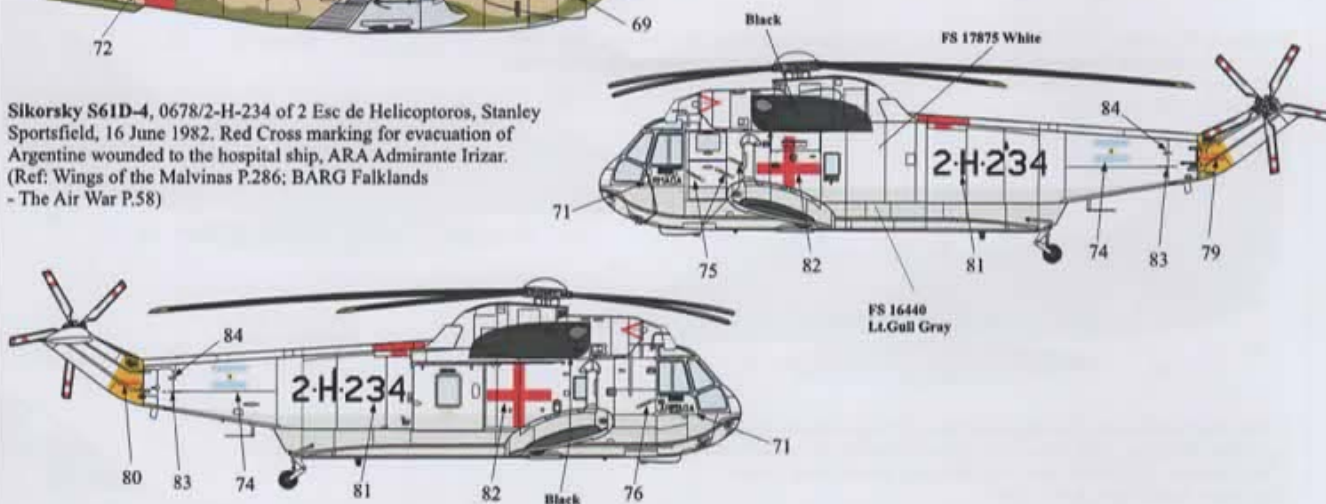 72
69
Black
FS 17875 White
Sikorsky S61D-4, 0678/2-H-234 of 2 Esc de Helicoptoros, Stanley
Sportsfield, 16 June 1982. Red Cross marking for evacuation of
Argentine wounded to the hospital ship, ARA Admirante Irizar.
(Ref: Wings of the Malvinas P.286; BARG Falklands
- The Air War P.58)
84
2-H-234
ARMADA
71
75
82
81
74
83
79
FS 16440
Lt.Gull Gray
84
2-H-234
ARMADA
71
80
83
74
81
82
Black
76